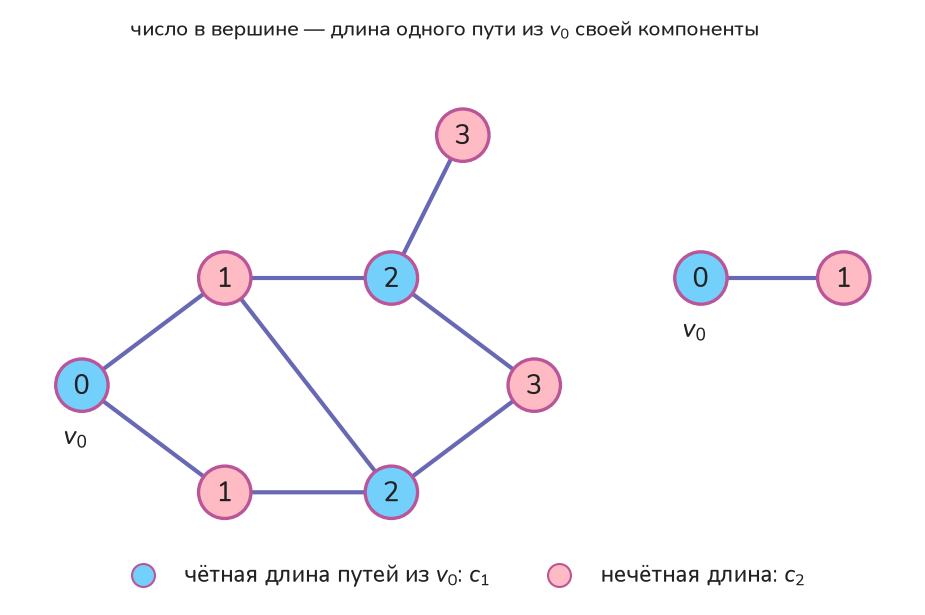 число в вершине — длина одного пути из v₀ своей компоненты
3
1 2 0 1
v₀
0 3
v₀
1 2
чётная длина путей из v₀: c₁ нечётная длина: c₂